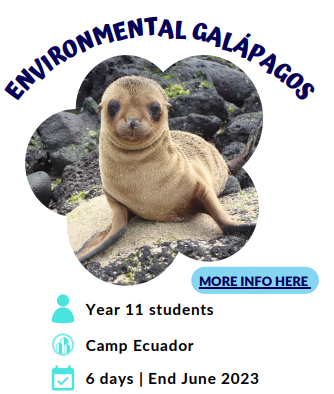 ENVIRONMENTAL GALÁPAGOS
MORE INFO HERE
Year 11 students
Camp Ecuador
6 days | End June 2023